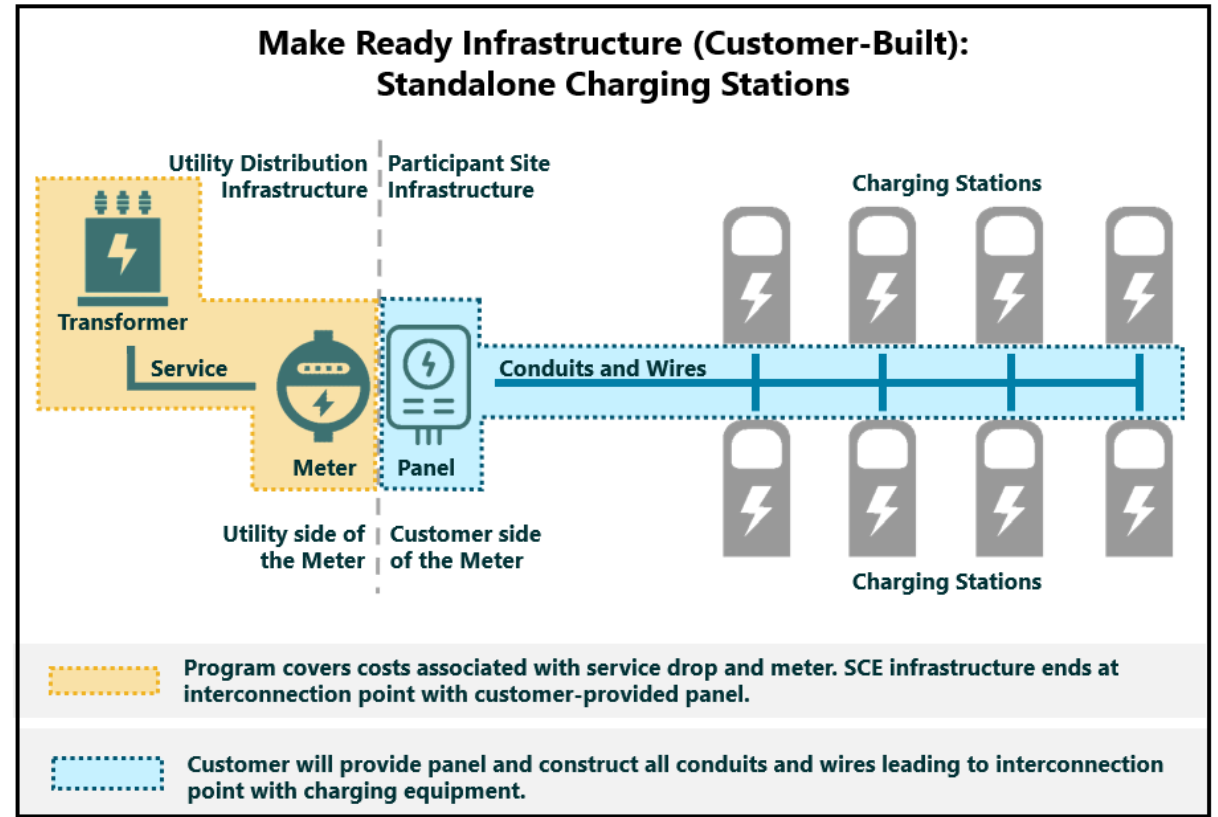 Make Ready Infrastructure (Customer-Built):
Standalone Charging Stations
Utility Distribution
Infrastructure
Participant Site
Infrastructure
Charging Stations
Transformer
Service
Conduits and Wires
Meter
Panel
Utility side of
the Meter
Customer side
of the Meter
Charging Stations
Program covers costs associated with service drop and meter. SCE infrastructure ends at
interconnection point with customer-provided panel.
Customer will provide panel and construct all conduits and wires leading to interconnection
point with charging equipment.